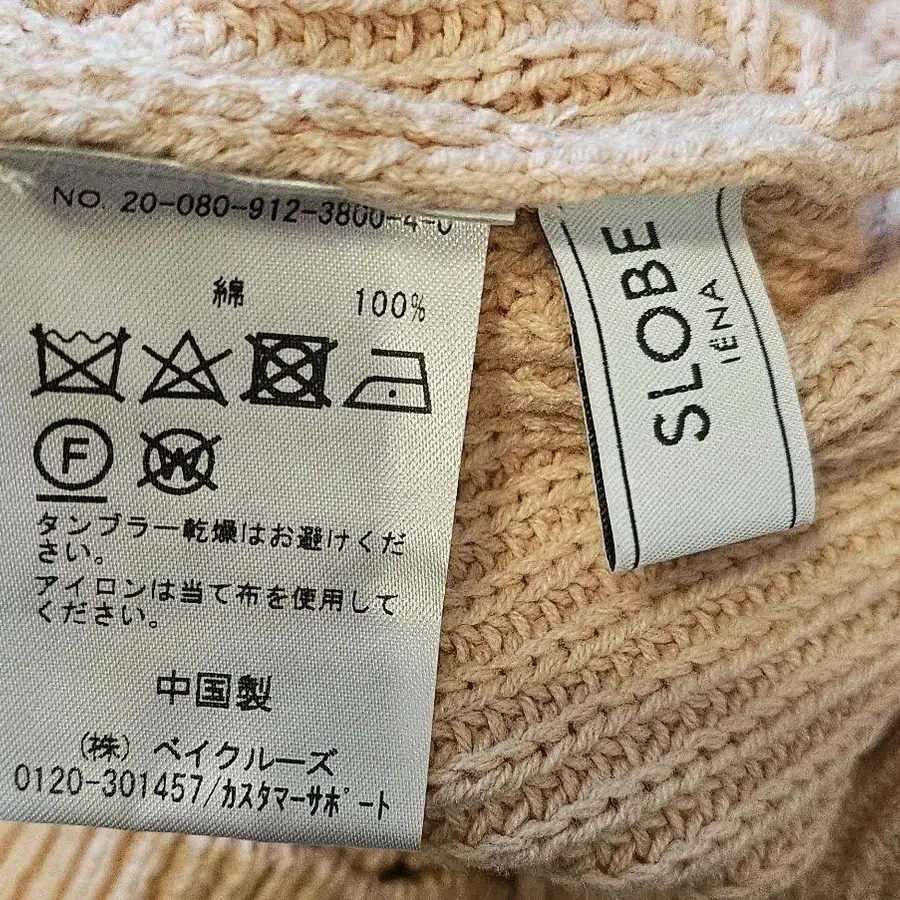 NO. 20-080-912-3800-4-0
綿 100%
F
W
タンブラー乾燥はお避けくだ
さい。
アイロンは当て布を使用して
ください。
中国製
(株) ベイクルーズ
0120-301457/カスタマーサポート
SLOBE
IËNA